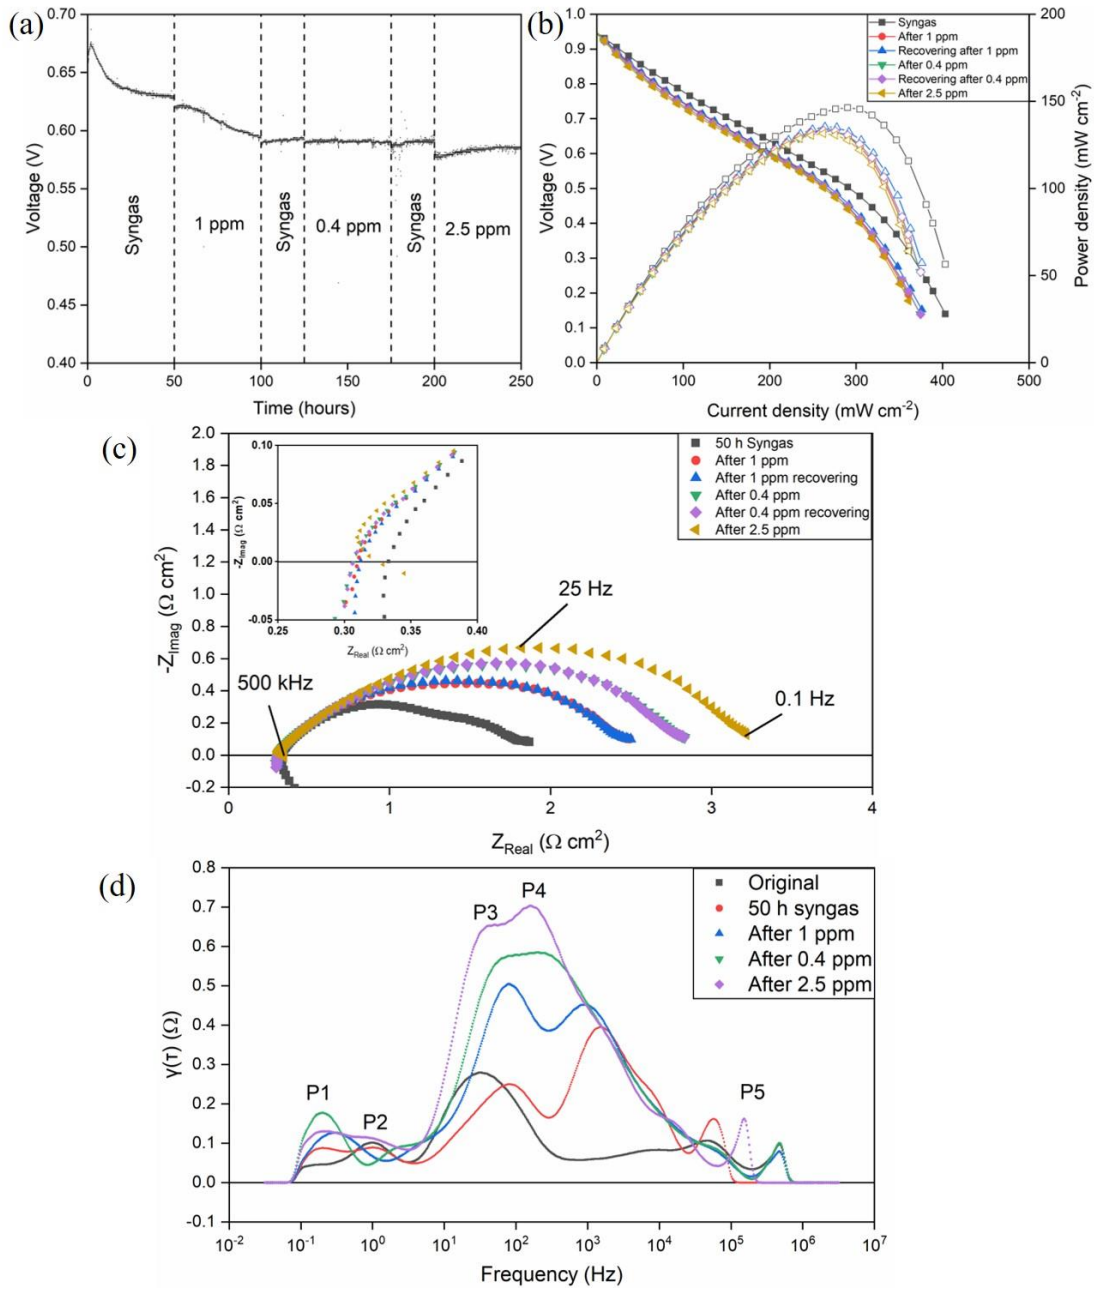 (a)
0.70
0.65
0.60
0.55
0.50
0.45
0.40
Voltage (V)
Syngas
1 ppm
Syngas
0.4 ppm
Syngas
2.5 ppm
0
50
100
150
200
250
Time (hours)
(b)
1.0
0.9
0.8
0.7
0.6
0.5
0.4
0.3
0.2
0.1
0.0
Voltage (V)
Syngas
After 1 ppm
Recovering after 1 ppm
After 0.4 ppm
Recovering after 0.4 ppm
After 2.5 ppm
200
150
100
50
0
Power density (mW cm-2)
0
100
200
300
400
500
Current density (mW cm-2)
(c)
2.0
1.8
1.6
1.4
1.2
1.0
0.8
0.6
0.4
0.2
0.0
-0.2
-ZImag (Ω cm2)
0.10
0.05
0.00
-0.05
-ZImag (Ω cm2)
0.25
0.30
0.35
0.40
ZReal (Ω cm2)
50 h Syngas
After 1 ppm
After 1 ppm recovering
After 0.4 ppm
After 0.4 ppm recovering
After 2.5 ppm
25 Hz
500 kHz
0.1 Hz
0
1
2
3
4
ZReal (Ω cm2)
(d)
0.8
0.7
0.6
0.5
0.4
0.3
0.2
0.1
0.0
-0.1
γ(τ) (Ω)
P1
P2
P3
P4
P5
Original
50 h syngas
After 1 ppm
After 0.4 ppm
After 2.5 ppm
10-2
10-1
100
101
102
103
104
105
106
107
Frequency (Hz)